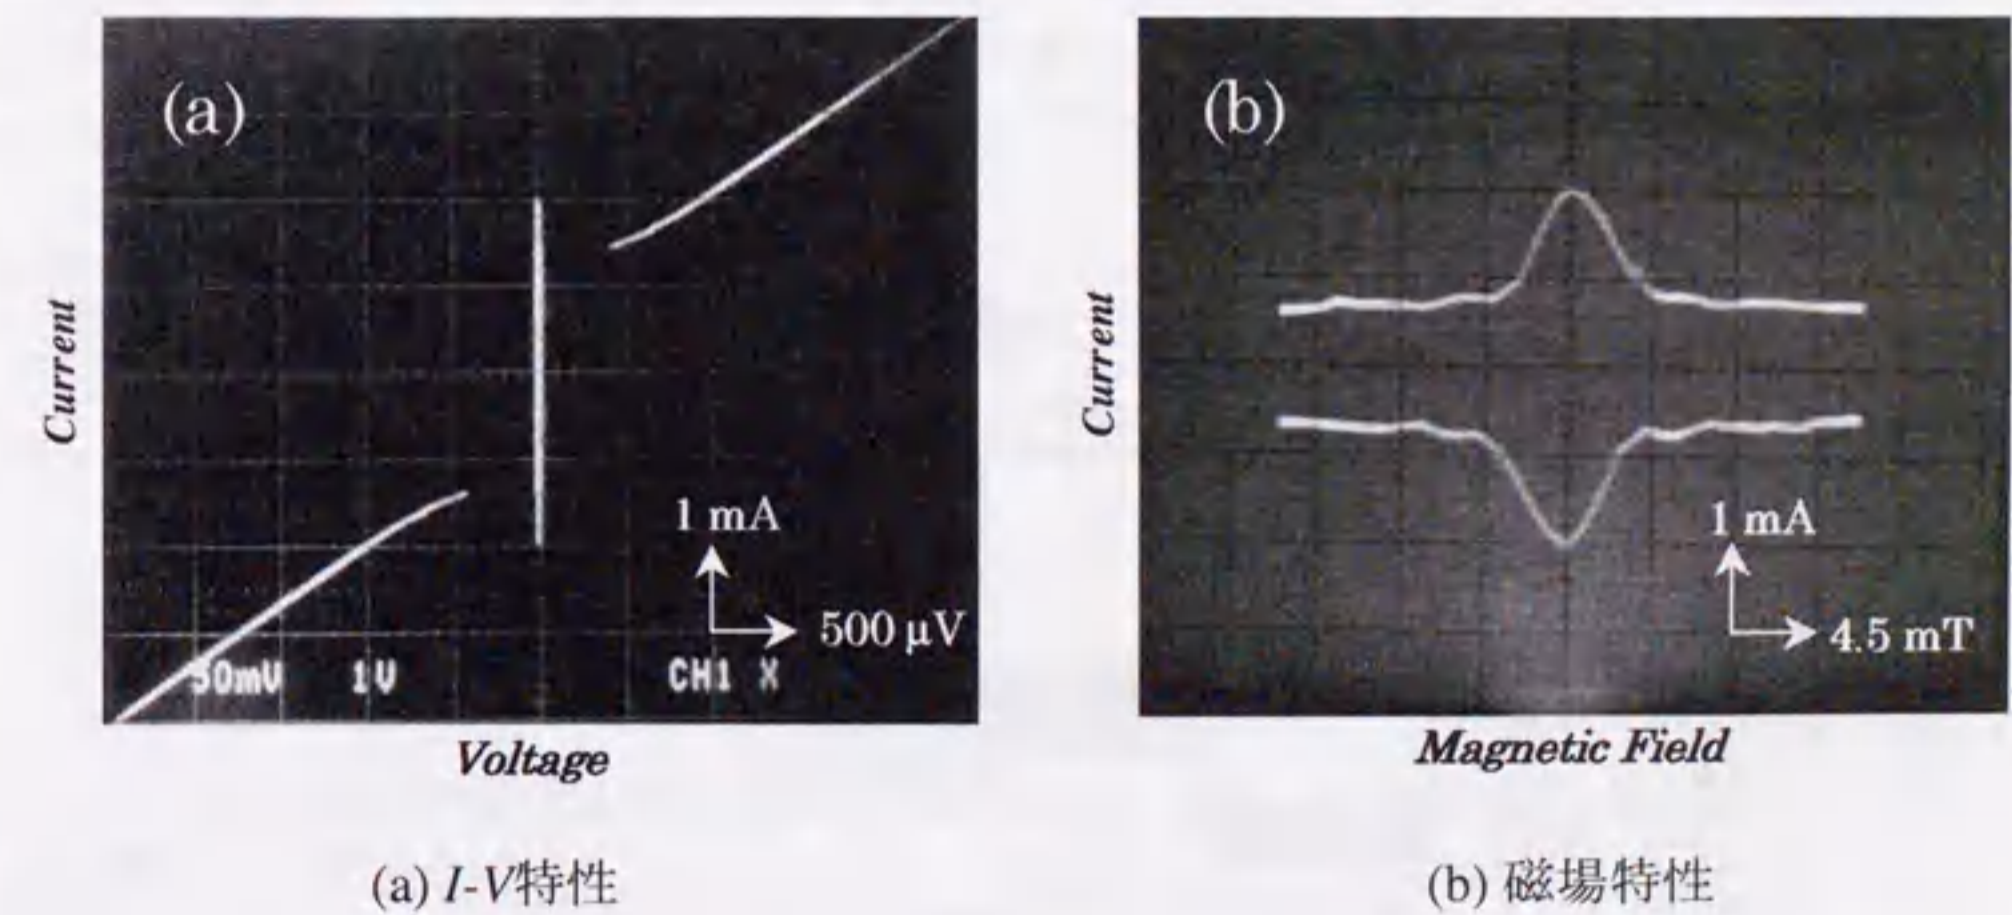 (a)
Current
1 mA
500 μV
50mV 1V CH1 X
Voltage
(a) I-V特性
(b)
Current
1 mA
4.5 mT
Magnetic Field
(b) 磁場特性